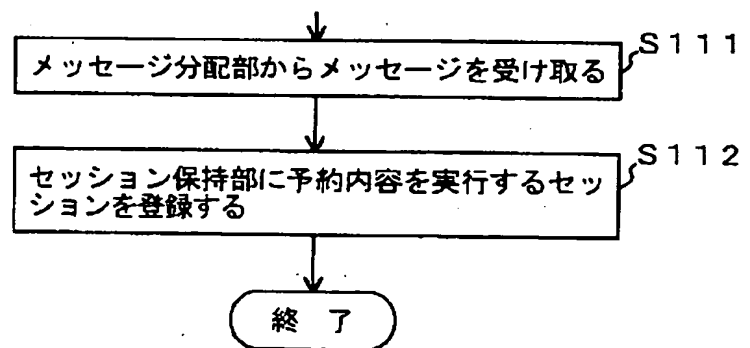 メッセージ分配部からメッセージを受け取る
S111
セッション保持部に予約内容を実行するセッ
ションを登録する
S112
終 了